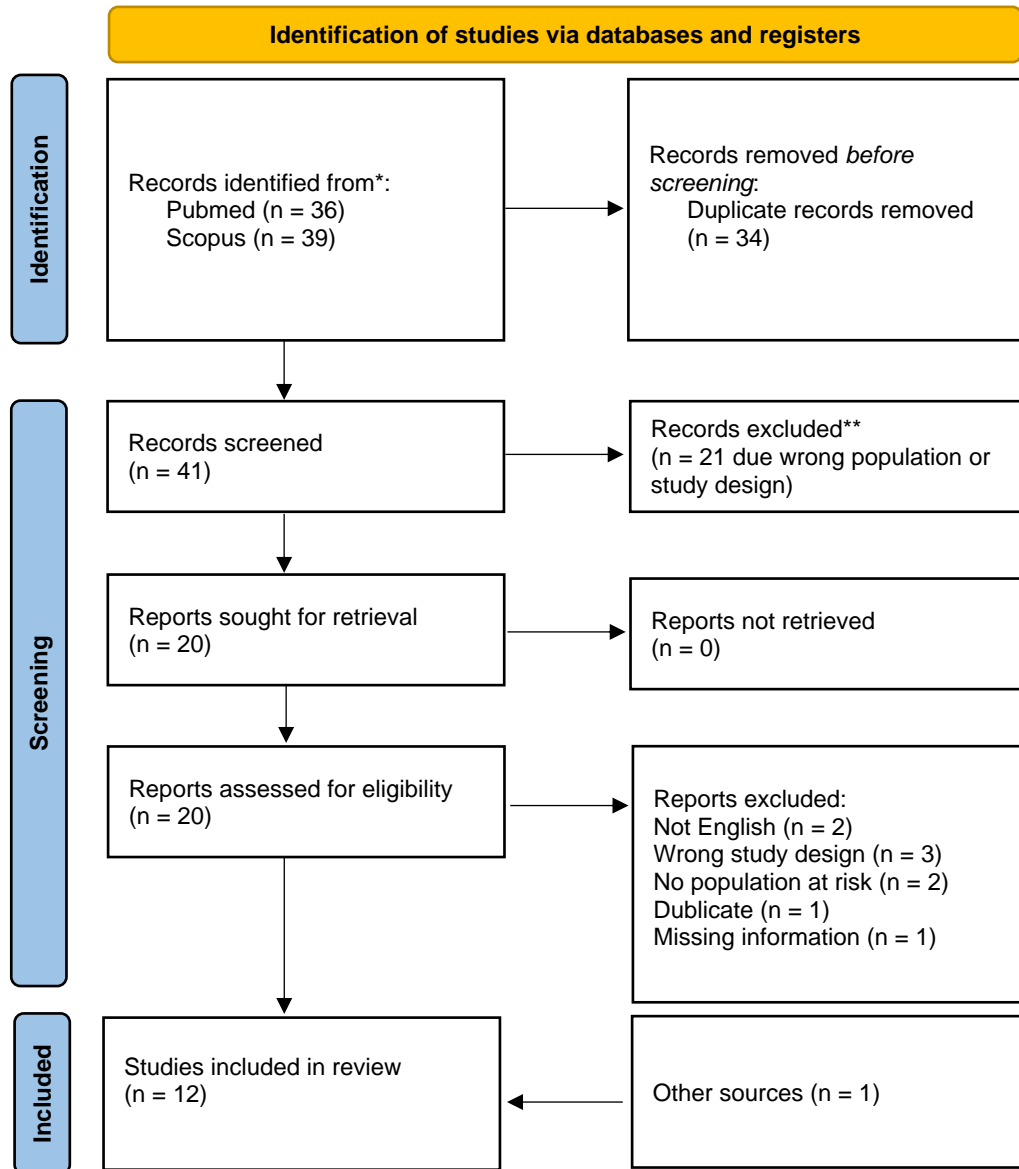 Identification of studies via databases and registers
Identification
Records identified from*:
Pubmed (n = 36)
Scopus (n = 39)
Records removed before
screening:
Duplicate records removed
(n = 34)
Screening
Records screened
(n = 41)
Records excluded**
(n = 21 due wrong population or
study design)
Reports sought for retrieval
(n = 20)
Reports not retrieved
(n = 0)
Reports assessed for eligibility
(n = 20)
Reports excluded:
Not English (n = 2)
Wrong study design (n = 3)
No population at risk (n = 2)
Dublicate (n = 1)
Missing information (n = 1)
Included
Studies included in review
(n = 12)
Other sources (n = 1)